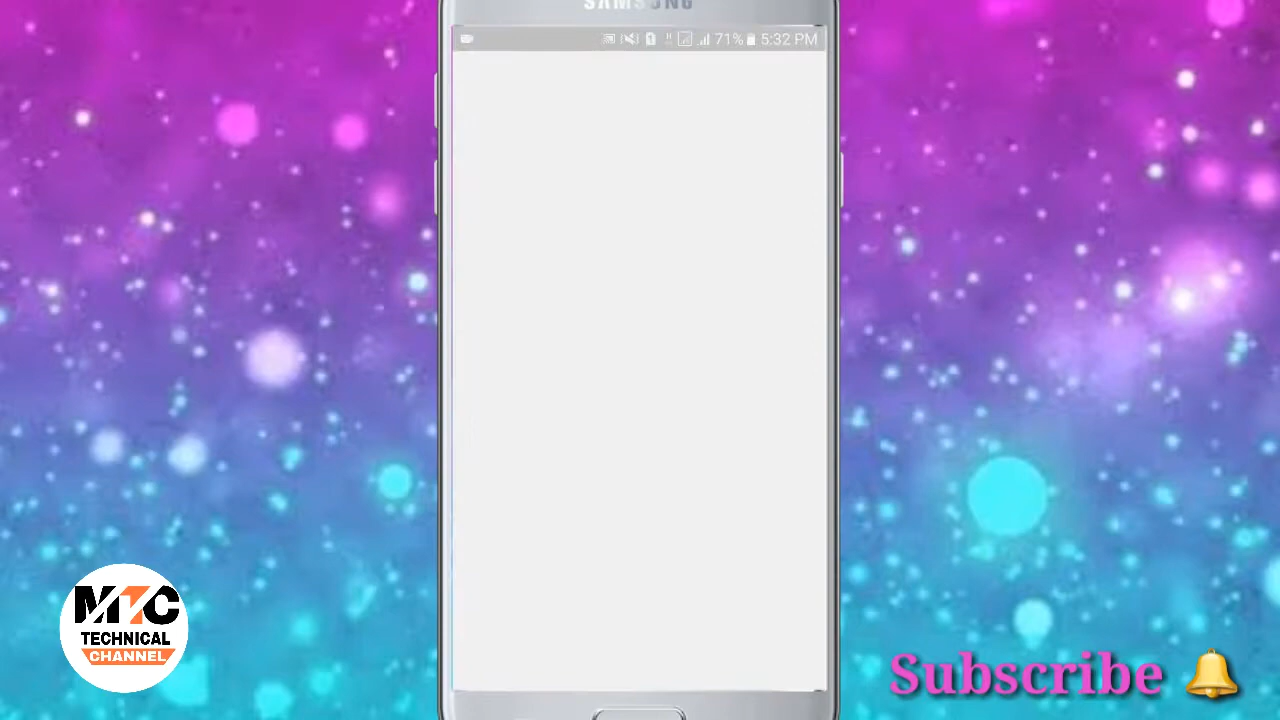 SAMSUNG
71% 5:32 PM
MTC
TECHNICAL
CHANNEL
Subscribe 🔔